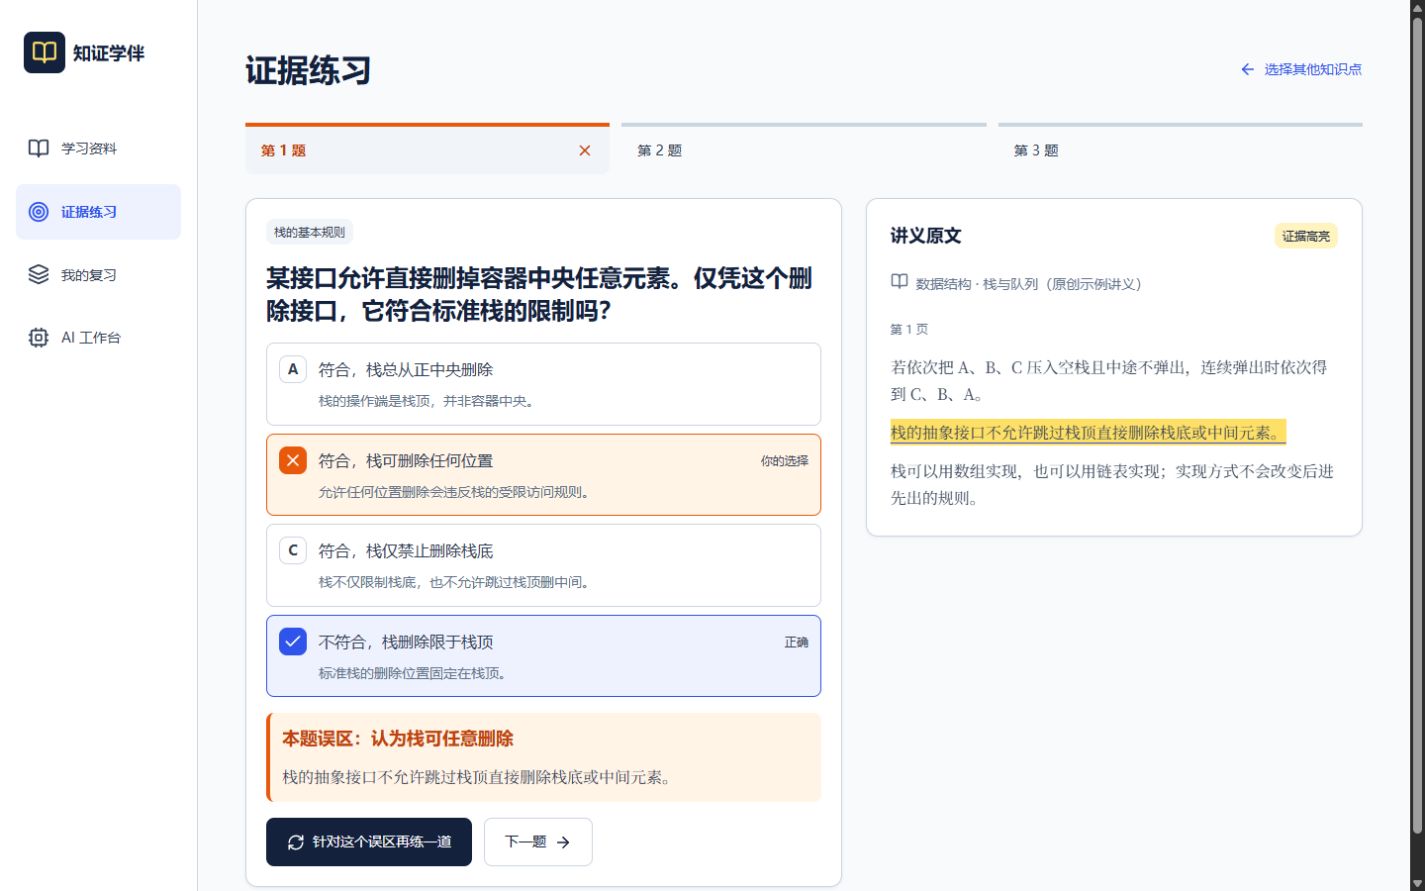 知证学伴
学习资料
证据练习
我的复习
AI 工作台
证据练习
选择其他知识点
第 1 题
第 2 题
第 3 题
栈的基本规则
某接口允许直接删掉容器中央任意元素。仅凭这个删
除接口，它符合标准栈的限制吗？
A 符合，栈总从正中央删除
栈的操作端是栈顶，并非容器中央。
符合，栈可删除任何位置 你的选择
允许任何位置删除会违反栈的受限访问规则。
C 符合，栈仅禁止删除栈底
栈不仅限制栈底，也不允许跳过栈顶删中间。
不符合，栈删除限于栈顶 正确
标准栈的删除位置固定在栈顶。
本题误区：认为栈可任意删除
栈的抽象接口不允许跳过栈顶直接删除栈底或中间元素。
针对这个误区再练一道 下一题
讲义原文 证据高亮
数据结构 · 栈与队列（原创示例讲义）
第 1 页
若依次把 A、B、C 压入空栈且中途不弹出，连续弹出时依次得
到 C、B、A。
栈的抽象接口不允许跳过栈顶直接删除栈底或中间元素。
栈可以用数组实现，也可以用链表实现；实现方式不会改变后进
先出的规则。